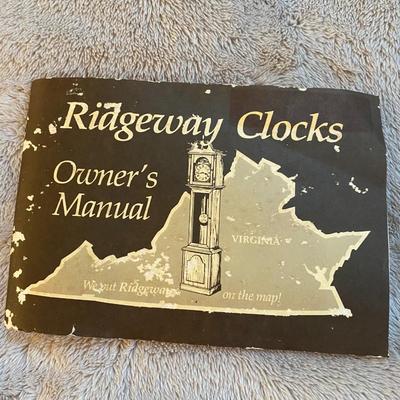 Ridgeway Clocks
Owner's
Manual
VIRGINIA
We put Ridgeway
on the map!